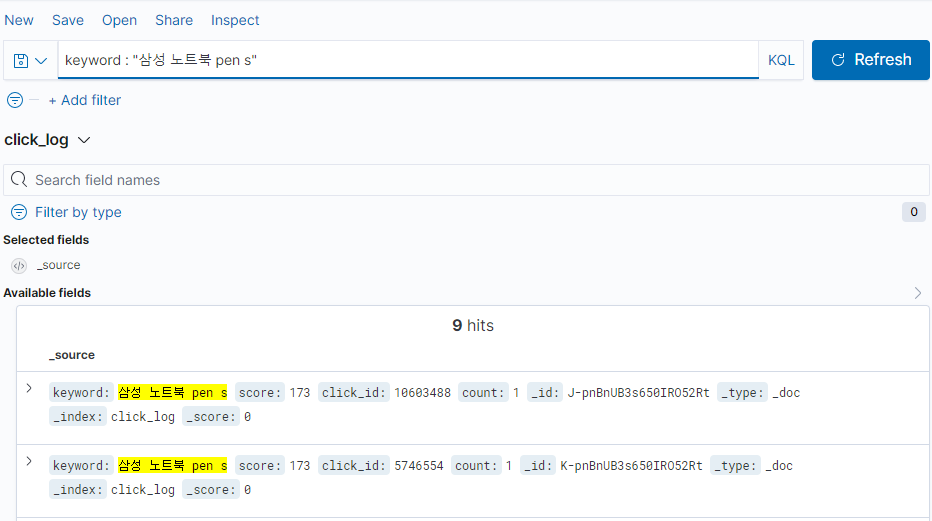 New Save Open Share Inspect
keyword : "삼성 노트북 pen s" KQL Refresh
+ Add filter
click_log
Search field names
Filter by type 0
Selected fields
_source
Available fields
9 hits
_source
keyword: 삼성 노트북 pen s score: 173 click_id: 10603488 count: 1 _id: J-pnBnUB3s650IRO52Rt _type: _doc
_index: click_log _score: 0
keyword: 삼성 노트북 pen s score: 173 click_id: 5746554 count: 1 _id: K-pnBnUB3s650IRO52Rt _type: _doc
_index: click_log _score: 0